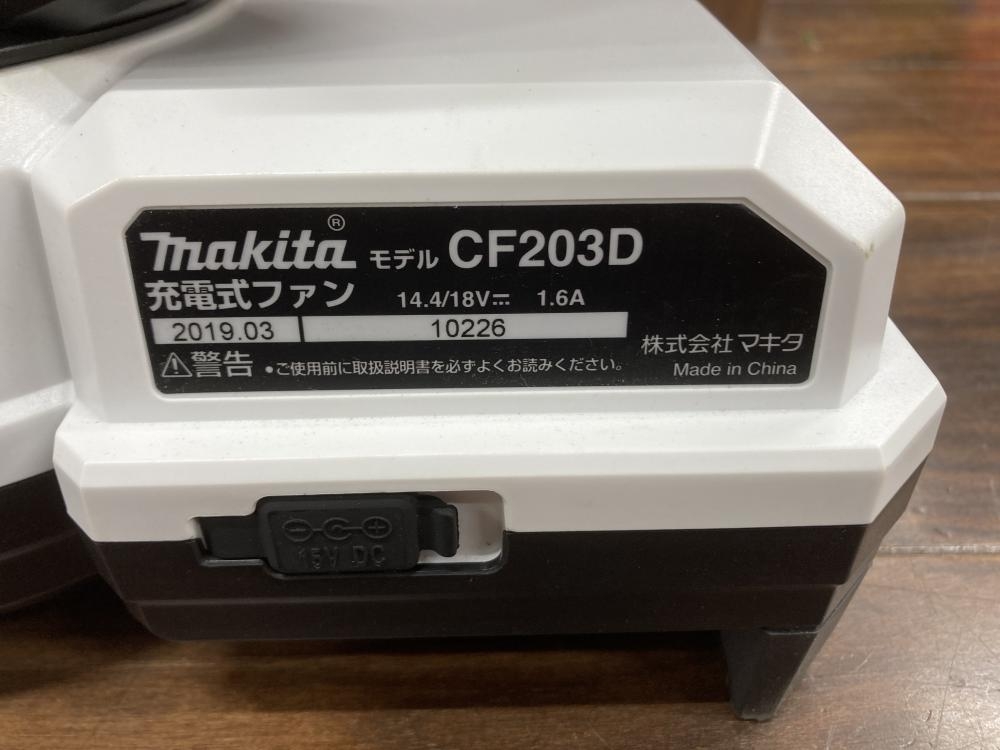 makita® モデル CF203D
充電式ファン 14.4/18V⎓ 1.6A
2019.03 10226
⚠警告 •ご使用前に取扱説明書を必ずよくお読みください。
株式会社 マキタ
Made in China
15V DC